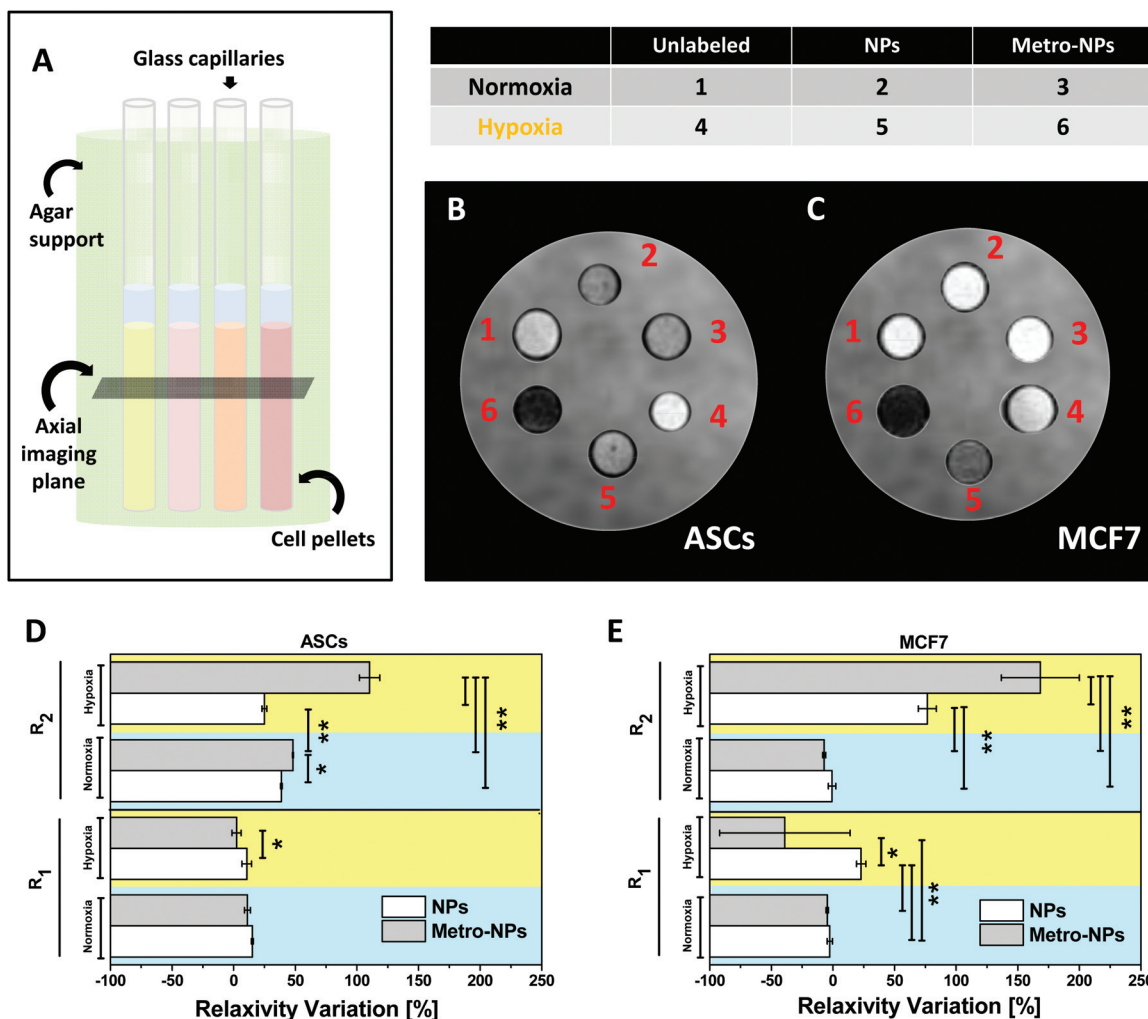 A
Glass capillaries
Agar
support
Axial
imaging
plane
Cell pellets
Unlabeled NPs Metro-NPs
Normoxia 1 2 3
Hypoxia 4 5 6
B
2
1
3
6
4
5
ASCs
C
2
1
3
6
4
5
MCF7
D
ASCs
R2
Hypoxia
Normoxia
R1
Hypoxia
Normoxia
**
*
**
*
NPs
Metro-NPs
-100 -50 0 50 100 150 200 250
Relaxivity Variation [%]
E
MCF7
R2
Hypoxia
Normoxia
R1
Hypoxia
Normoxia
**
**
*
**
NPs
Metro-NPs
-100 -50 0 50 100 150 200 250
Relaxivity Variation [%]